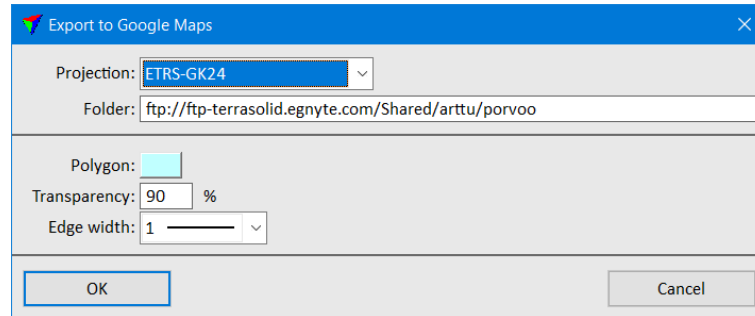 Export to Google Maps
Projection: ETRS-GK24
Folder: ftp://ftp-terrasolid.egnyte.com/Shared/arttu/porvoo
Polygon:
Transparency: 90 %
Edge width: 1
OK Cancel